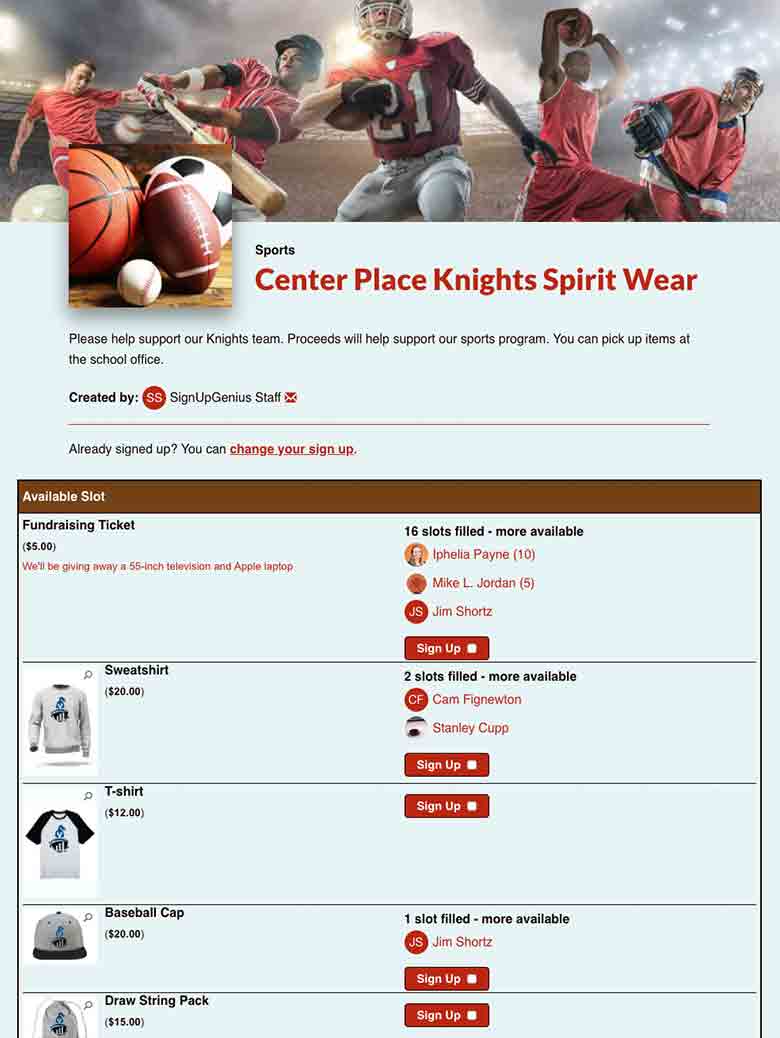 21
Sports
Center Place Knights Spirit Wear
Please help support our Knights team. Proceeds will help support our sports program. You can pick up items at
the school office.
Created by: SS SignUpGenius Staff
Already signed up? You can change your sign up.
Available Slot
Fundraising Ticket
($5.00)
We'll be giving away a 55-inch television and Apple laptop
16 slots filled - more available
Iphelia Payne (10)
Mike L. Jordan (5)
JS Jim Shortz
Sign Up
Sweatshirt
($20.00)
2 slots filled - more available
CF Cam Fignewton
Stanley Cupp
Sign Up
T-shirt
($12.00)
Sign Up
Baseball Cap
($20.00)
1 slot filled - more available
JS Jim Shortz
Sign Up
Draw String Pack
($15.00)
Sign Up